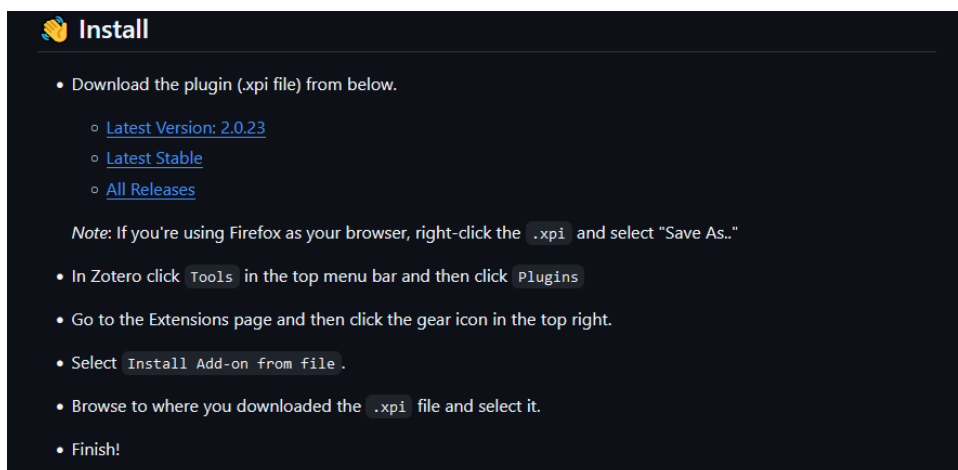 👋 Install
• Download the plugin (.xpi file) from below.
◦ Latest Version: 2.0.23
◦ Latest Stable
◦ All Releases
Note: If you're using Firefox as your browser, right-click the .xpi and select "Save As.."
• In Zotero click Tools in the top menu bar and then click Plugins
• Go to the Extensions page and then click the gear icon in the top right.
• Select Install Add-on from file.
• Browse to where you downloaded the .xpi file and select it.
• Finish!